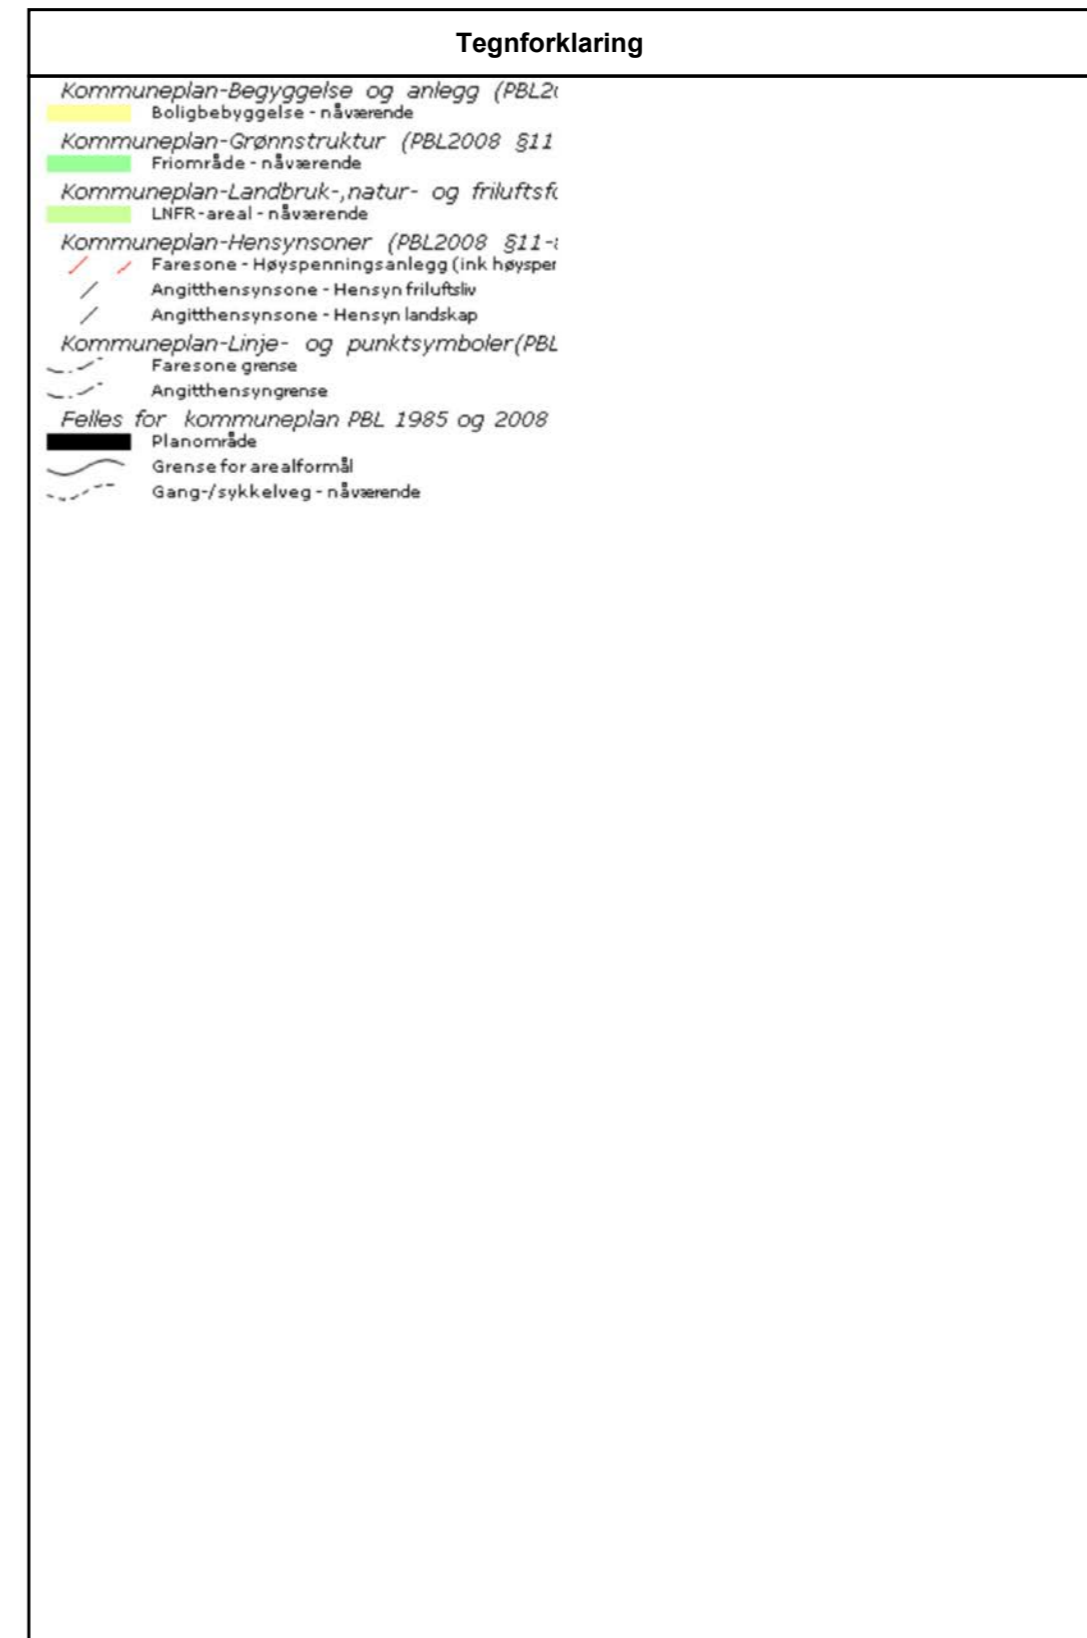 Tegnforklaring
Kommuneplan-Begyggelse og anlegg (PBL2
Boligbebyggelse - nåværende
Kommuneplan-Grønnstruktur (PBL2008 §11
Friområde - nåværende
Kommuneplan-Landbruk-,natur- og friluftsf
LNFR-areal - nåværende
Kommuneplan-Hensynsoner (PBL2008 §11-
Faresone - Høyspenningsanlegg (ink høysper
Angitthensynsone - Hensyn friluftsliv
Angitthensynsone - Hensyn landskap
Kommuneplan-Linje- og punktsymboler(PBL
Faresone grense
Angitthensyngrense
Felles for kommuneplan PBL 1985 og 2008
Planområde
Grense for arealformål
Gang-/sykkelveg - nåværende